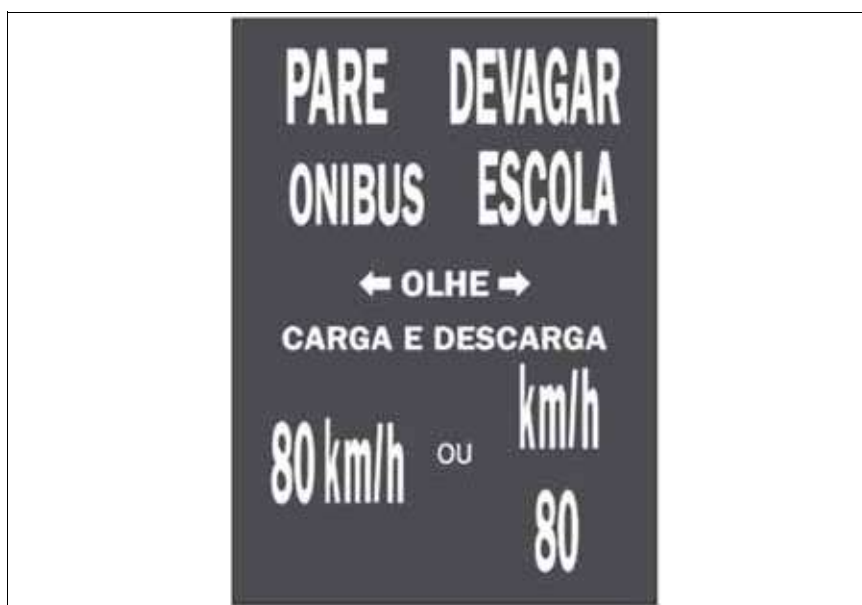 PARE DEVAGAR
ONIBUS ESCOLA
← OLHE →
CARGA E DESCARGA
80 km/h ou km/h
80